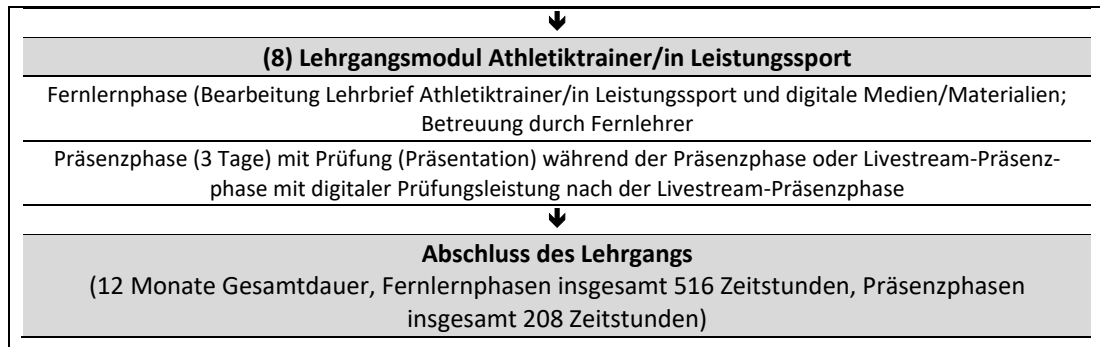 🡻
(8) Lehrgangsmodul Athletiktrainer/in Leistungssport
Fernlernphase (Bearbeitung Lehrbrief Athletiktrainer/in Leistungssport und digitale Medien/Materialien;
Betreuung durch Fernlehrer
Präsenzphase (3 Tage) mit Prüfung (Präsentation) während der Präsenzphase oder Livestream-Präsenz-
phase mit digitaler Prüfungsleistung nach der Livestream-Präsenzphase
🡻
Abschluss des Lehrgangs
(12 Monate Gesamtdauer, Fernlernphasen insgesamt 516 Zeitstunden, Präsenzphasen
insgesamt 208 Zeitstunden)